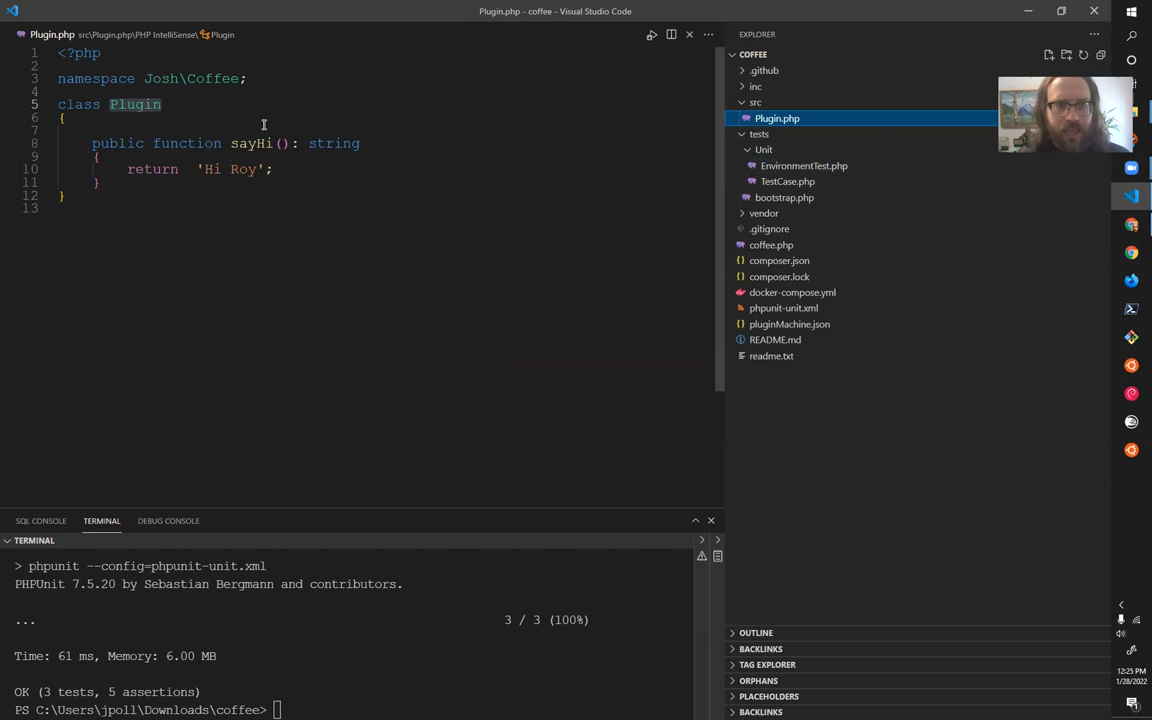 Plugin.php - coffee - Visual Studio Code
Plugin.php src\Plugin.php\PHP IntelliSense\Plugin
1 <?php
2
3 namespace Josh\Coffee;
4
5 class Plugin
6 {
7
8 public function sayHi(): string
9 {
10 return 'Hi Roy';
11 }
12 }
13
EXPLORER
COFFEE
.github
inc
src
Plugin.php
tests
Unit
EnvironmentTest.php
TestCase.php
bootstrap.php
vendor
.gitignore
coffee.php
composer.json
composer.lock
docker-compose.yml
phpunit-unit.xml
pluginMachine.json
README.md
readme.txt
OUTLINE
BACKLINKS
TAG EXPLORER
ORPHANS
PLACEHOLDERS
BACKLINKS
SQL CONSOLE TERMINAL DEBUG CONSOLE
TERMINAL
> phpunit --config=phpunit-unit.xml
PHPUnit 7.5.20 by Sebastian Bergmann and contributors.
... 3 / 3 (100%)
Time: 61 ms, Memory: 6.00 MB
OK (3 tests, 5 assertions)
PS C:\Users\jpoll\Downloads\coffee>
12:25 PM
1/28/2022